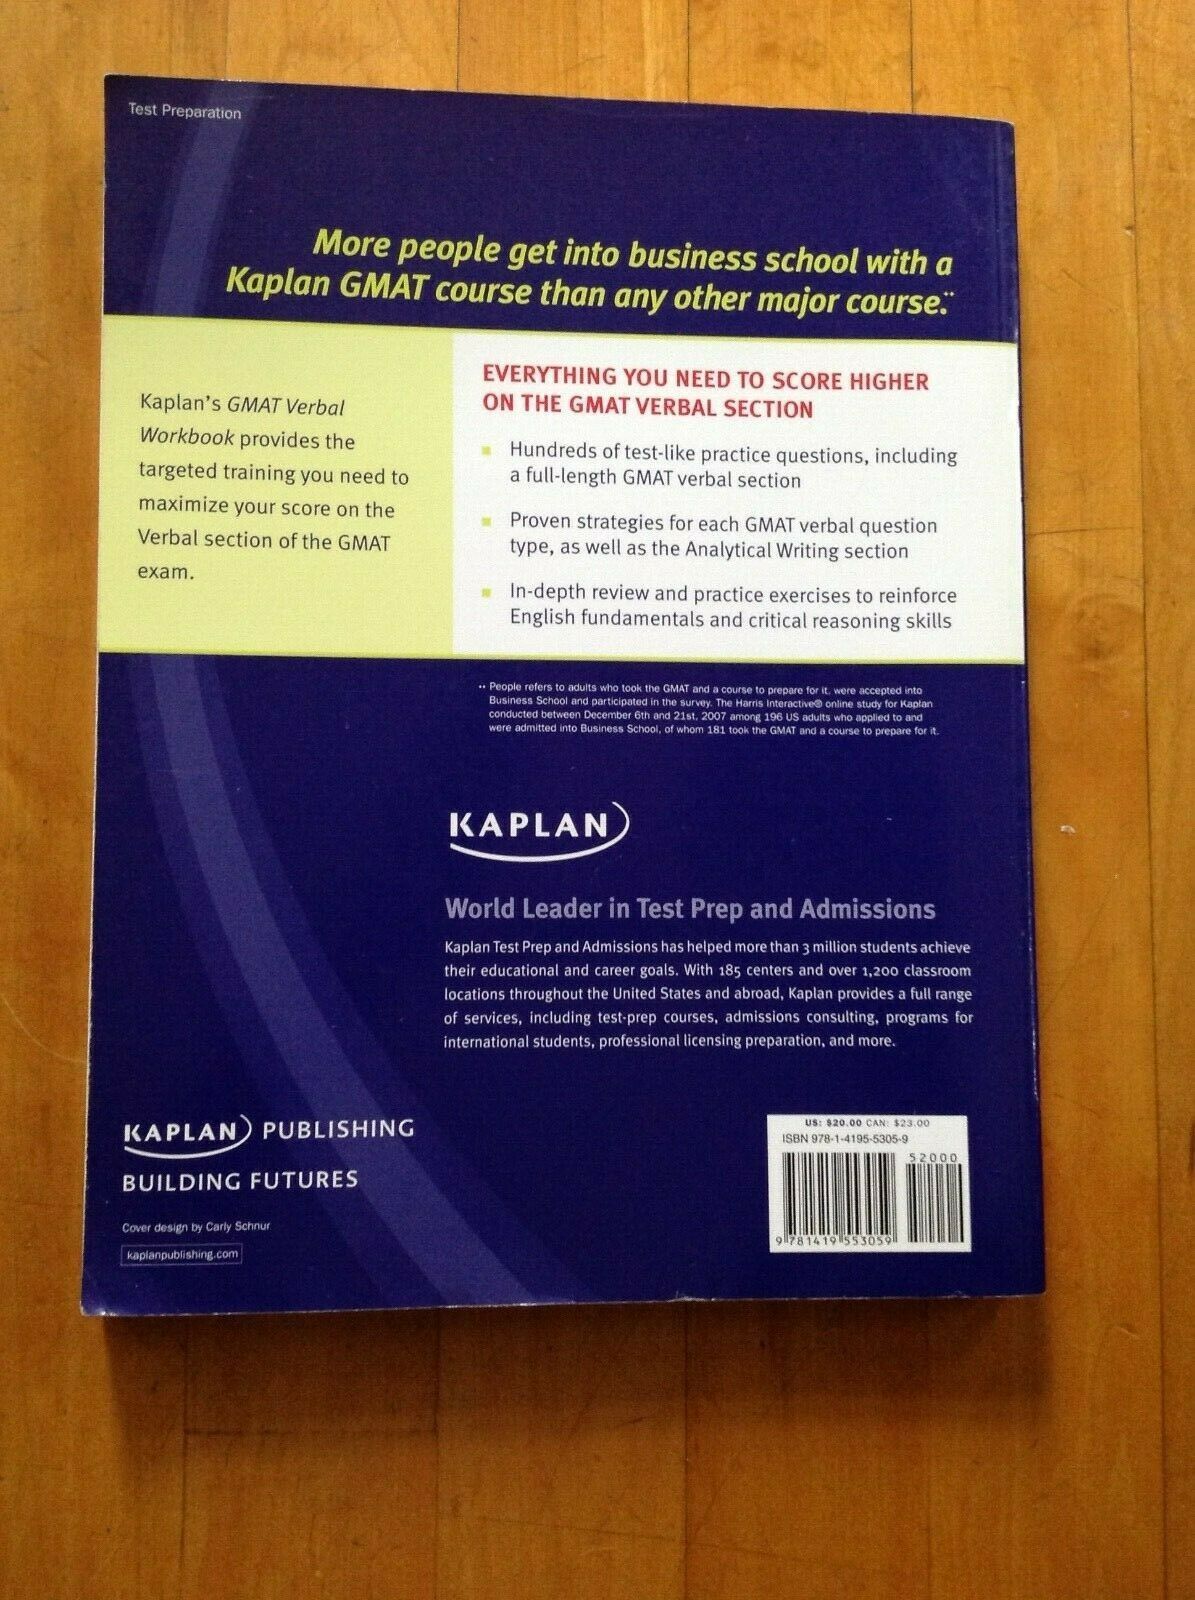 Test Preparation
More people get into business school with a
Kaplan GMAT course than any other major course.**
Kaplan's GMAT Verbal
Workbook provides the
targeted training you need to
maximize your score on the
Verbal section of the GMAT
exam.
EVERYTHING YOU NEED TO SCORE HIGHER
ON THE GMAT VERBAL SECTION
Hundreds of test-like practice questions, including
a full-length GMAT verbal section
Proven strategies for each GMAT verbal question
type, as well as the Analytical Writing section
In-depth review and practice exercises to reinforce
English fundamentals and critical reasoning skills
** People refers to adults who took the GMAT and a course to prepare for it, were accepted into
Business School and participated in the survey. The Harris Interactive® online study for Kaplan
conducted between December 6th and 21st, 2007 among 196 US adults who applied to and
were admitted into Business School, of whom 181 took the GMAT and a course to prepare for it.
KAPLAN
World Leader in Test Prep and Admissions
Kaplan Test Prep and Admissions has helped more than 3 million students achieve
their educational and career goals. With 185 centers and over 1,200 classroom
locations throughout the United States and abroad, Kaplan provides a full range
of services, including test-prep courses, admissions consulting, programs for
international students, professional licensing preparation, and more.
KAPLAN PUBLISHING
BUILDING FUTURES
Cover design by Carly Schnur
kaplanpublishing.com
US: $20.00 CAN: $23.00
ISBN 978-1-4195-5305-9
52000
9 781419 553059